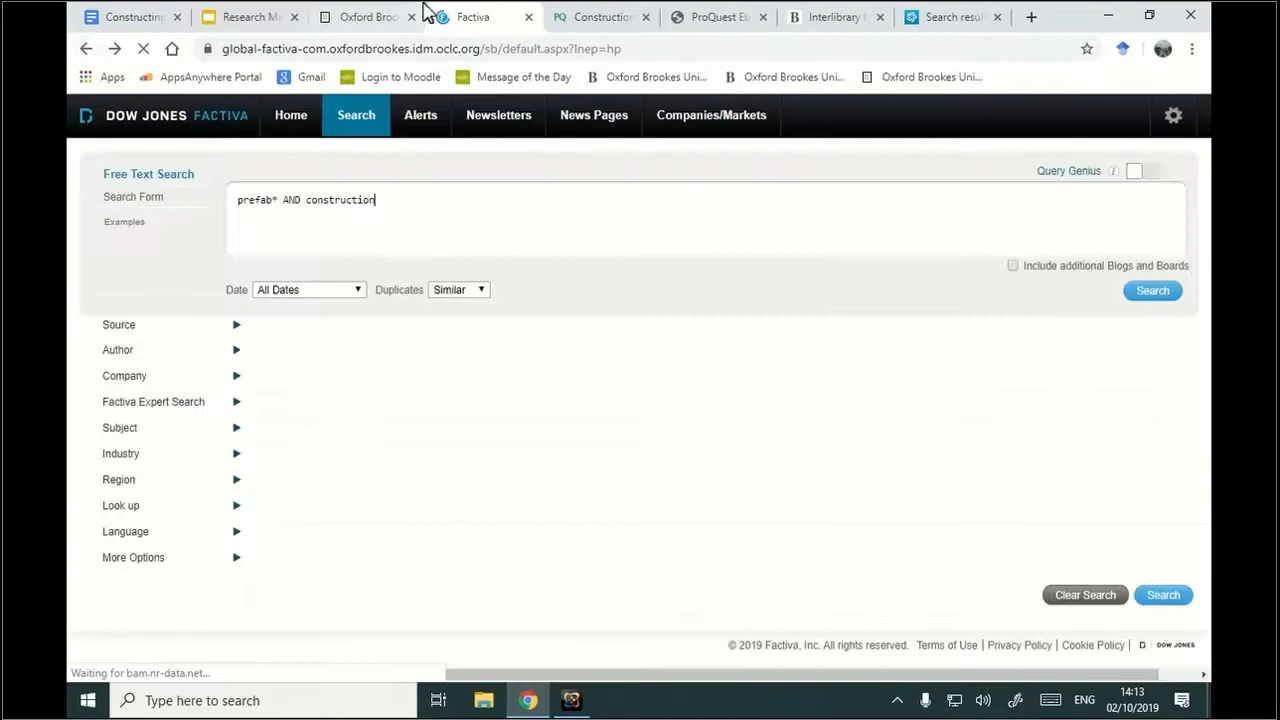 Constructing
Research M
Oxford Broo
Factiva
Construction
ProQuest Eb
Interlibrary
Search resu
global-factiva-com.oxfordbrookes.idm.oclc.org/sb/default.aspx?lnep=hp
Apps
AppsAnywhere Portal
Gmail
Login to Moodle
Message of the Day
Oxford Brookes Uni...
Oxford Brookes Uni...
Oxford Brookes Uni...
DOW JONES FACTIVA
Home
Search
Alerts
Newsletters
News Pages
Companies/Markets
Free Text Search
Search Form
Examples
Query Genius
prefab* AND construction
Include additional Blogs and Boards
Date
All Dates
Duplicates
Similar
Search
Source
Author
Company
Factiva Expert Search
Subject
Industry
Region
Look up
Language
More Options
Clear Search
Search
© 2019 Factiva, Inc. All rights reserved. Terms of Use | Privacy Policy | Cookie Policy | D DOW JONES
Waiting for bam.nr-data.net...
Type here to search
ENG
14:13
02/10/2019